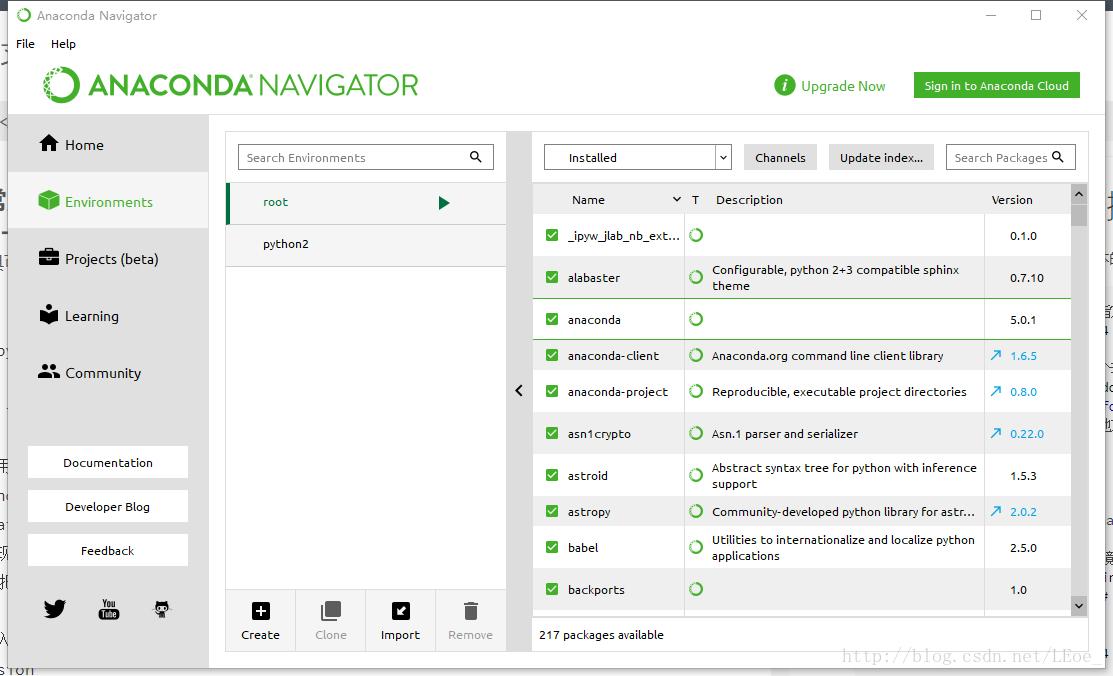 Anaconda Navigator
File Help
ANACONDA NAVIGATOR
i Upgrade Now
Sign in to Anaconda Cloud
Home
Environments
Projects (beta)
Learning
Community
Documentation
Developer Blog
Feedback
You
Tube
Search Environments
root
python2
Create
Clone
Import
Remove
Installed
Channels
Update index...
Search Packages
Name T Description Version
_ipyw_jlab_nb_ext... 0.1.0
alabaster Configurable, python 2+3 compatible sphinx
theme 0.7.10
anaconda 5.0.1
anaconda-client Anaconda.org command line client library 1.6.5
anaconda-project Reproducible, executable project directories 0.8.0
asn1crypto Asn.1 parser and serializer 0.22.0
astroid Abstract syntax tree for python with inference
support 1.5.3
astropy Community-developed python library for astr... 2.0.2
babel Utilities to internationalize and localize python
applications 2.5.0
backports 1.0
217 packages available
http://blog.csdn.net/LEoe_